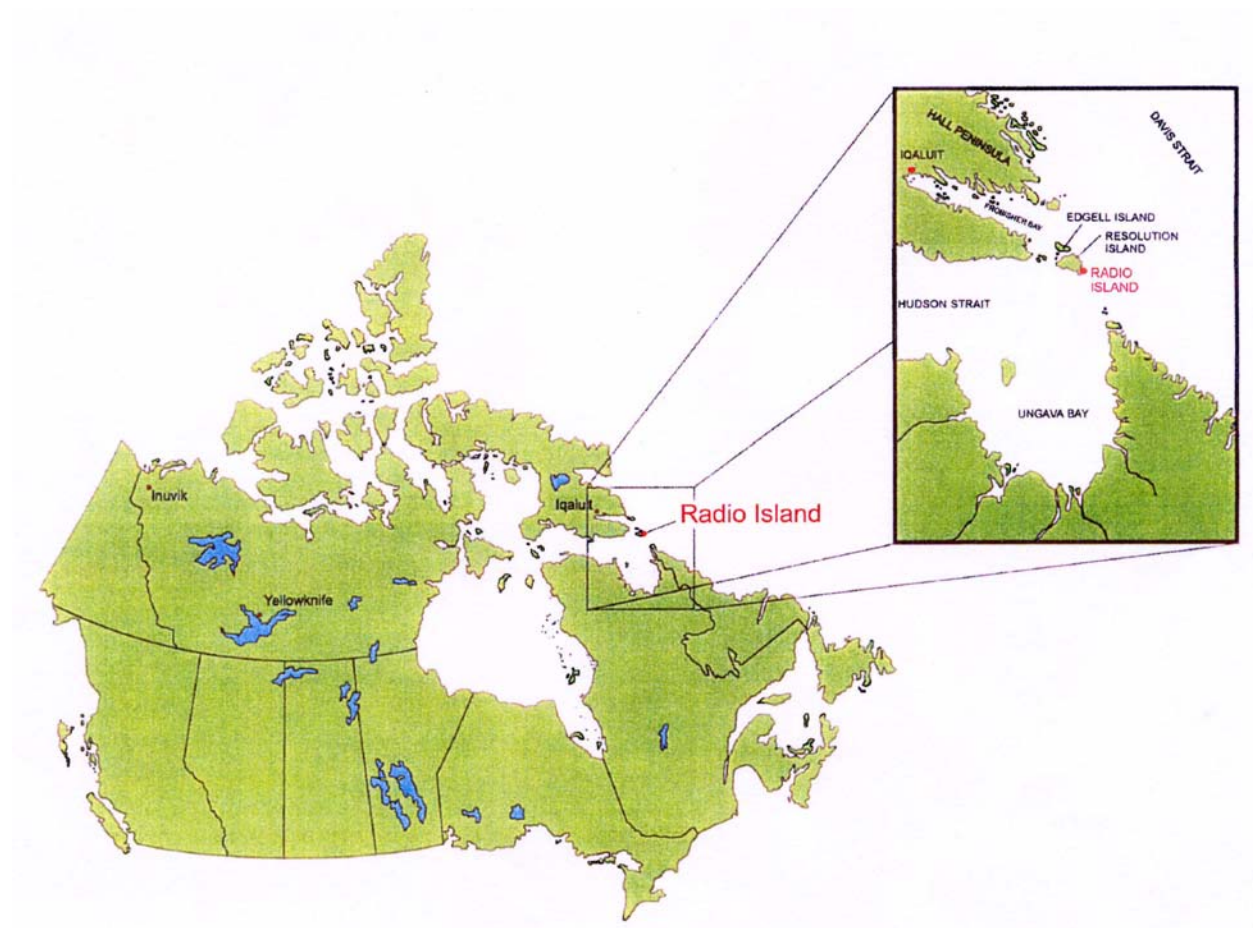 HALL PENINSULA
DAVIS STRAIT
IQALUIT
FROBISHER BAY
EDGELL ISLAND
RESOLUTION
ISLAND
RADIO
ISLAND
HUDSON STRAIT
UNGAVA BAY
Inuvik
Iqaluit
Radio Island
Yellowknife